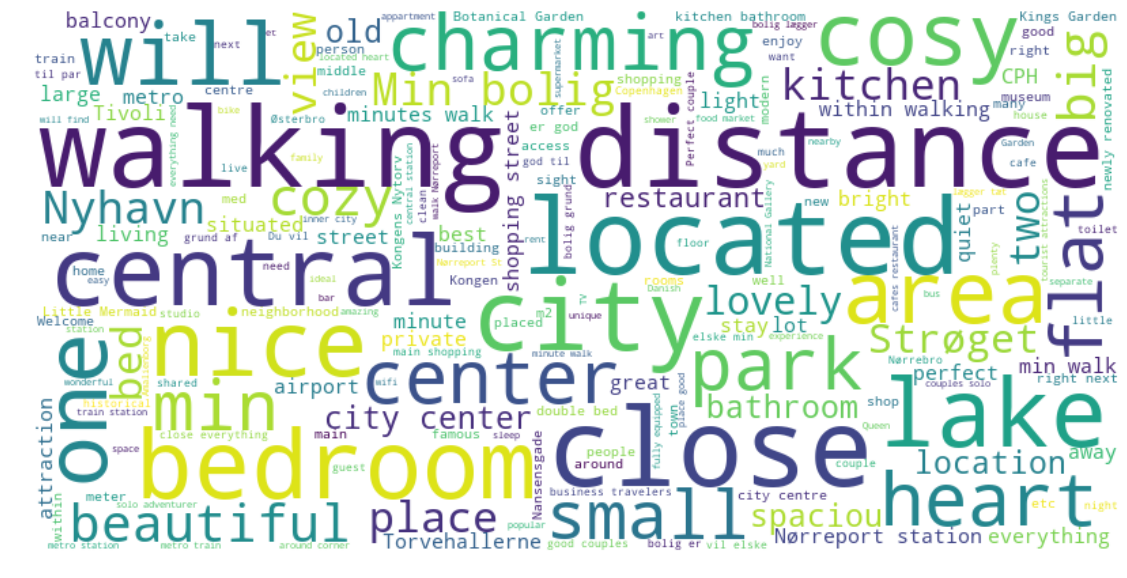 balcony
take
appartment
Botanical Garden
kitchen bathroom
bolig lægger
Kings Garden
will
next
et
view
old
charming
art
enjoy
want
cosy
good
right
big
train
til par
centre
located heart
person
middle
children
Min bolig
sofa
supermarket
shopping
Copenhagen
offer
light
kitchen
modern
CPH
museum
many
house
large
metro
Tivoli
will find
bike
Østerbro
minutes walk
er god
access
god til
Perfect couple
food market
within walking
newly renovated
walking distance
everything need
live
family
central station
clean
walk Nørreport
shopping street
sight
much
yard
nearby
Garden
cafe
Nyhavn
med
cozy
Kongens Nytorv
restaurant
new
bright
lægger tæt
part
two
tourist attractions
toilet
situated
inner city
living
near
grund af
Du vil
street
best
building
bolig grund
located
rent
floor
National Gallery
cafes restaurant
quiet
plenty
flat
central
home
easy
need
ideal
bar
Nørreport St
Kongen
TV
Danish
rooms
well
bus
separate
area
Little Mermaid
studio
neighborhood
amazing
Welcome
station
minute
placed
m2
unique
city
lovely
stay
lot
elske min
experience
Strøget
little
one
bed
nice
Amalienborg
private
main shopping
minute walk
park
Nørrebro
perfect
couples solo
min walk
right next
wonderful
shared
historical
train station
min
airport
center
wifi
great
town
place good
bathroom
shop
Queen
lake
away
attraction
space
close everything
main
city center
famous
sleep
double bed
people
around
close
fully equipped
couple
location
bedroom
guest
Nansensgade
business travelers
city centre
heart
etc
night
meter
solo adventurer
within
beautiful
place
popular
small
spaciou
metro station
metro train
around corner
Torvehallerne
good couples
bolig er
vil elske
Nørreport station
everything